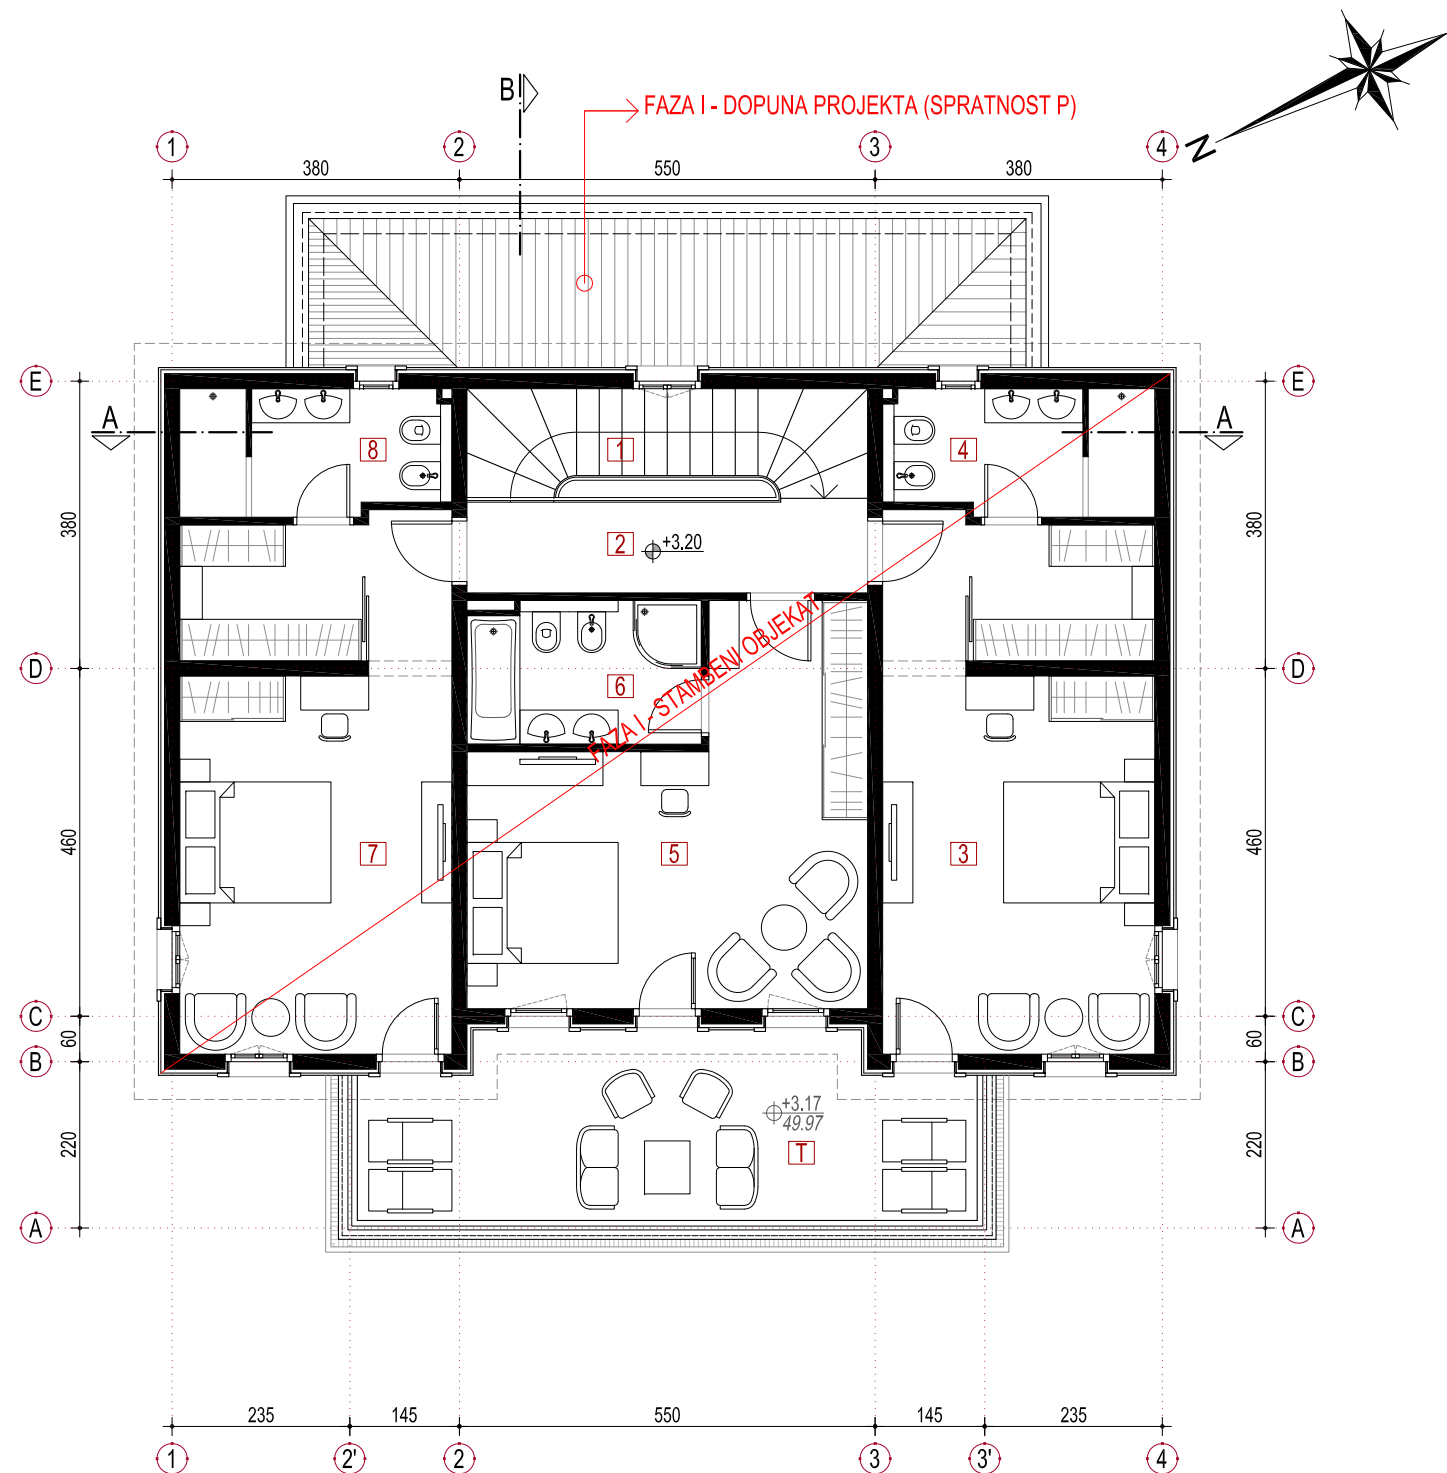 B
FAZA I - DOPUNA PROJEKTA (SPRATNOST P)
N
1 2 3 4
380 550 380
E E
A A
8 1 4
380 380
2 +3.20
D D
6
FAZA I - STAMBENI OBJEKAT
460 460
7 5 3
C C
60 60
B B
+3.17
49.97
220 T 220
A A
235 145 550 145 235
1 2' 2 3 3' 4